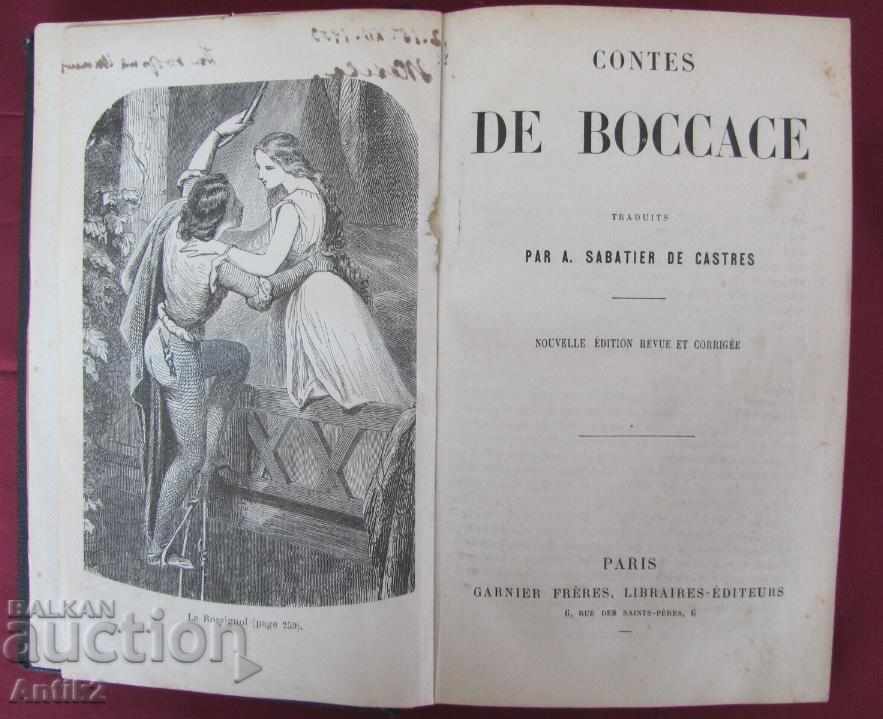 Le Rossignol (page 259).
CONTES
DE BOCCACE
TRADUITS
PAR A. SABATIER DE CASTRES
NOUVELLE ÉDITION REVUE ET CORRIGÉE
PARIS
GARNIER FRÈRES, LIBRAIRES-ÉDITEURS
6, RUE DES SAINTS-PÈRES, 6
BALKAN
auction
AntiF2